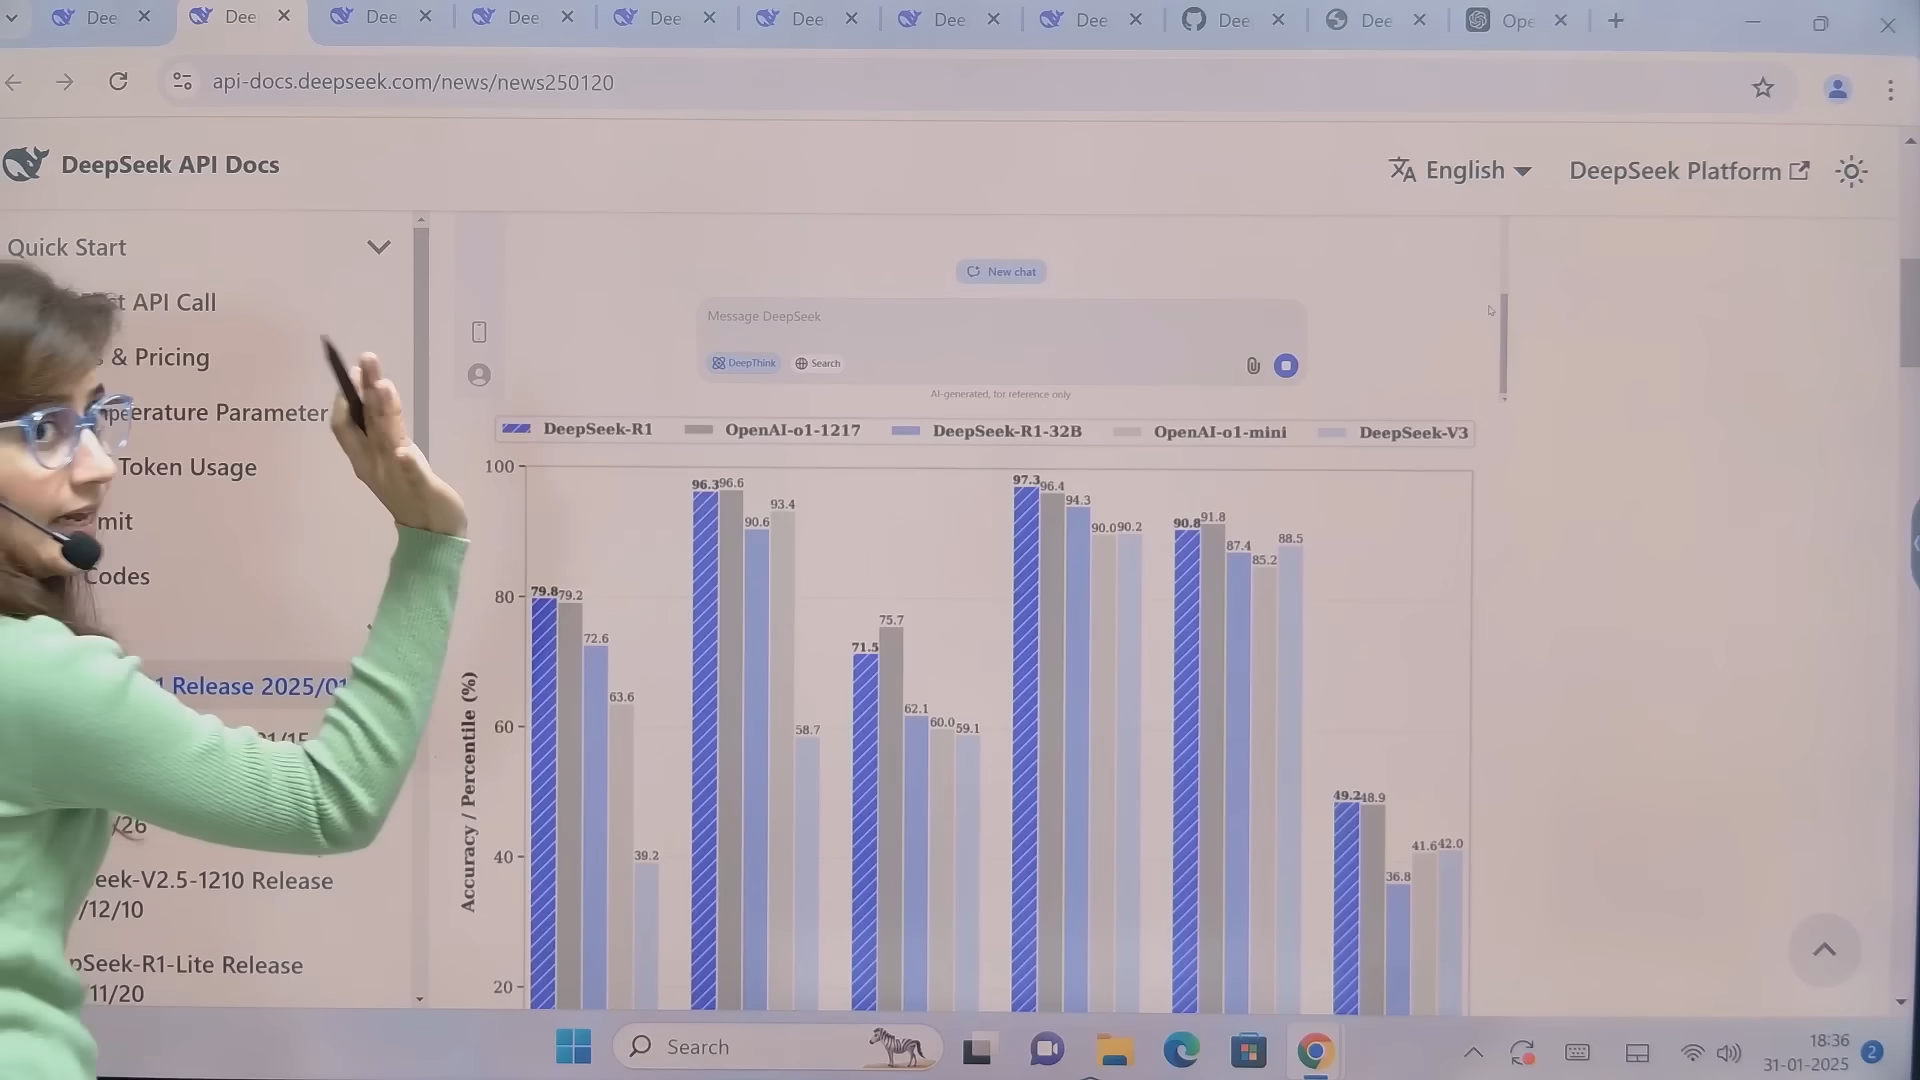 Dee
Dee
Dee
Dee
Dee
Dee
Dee
Dee
Dee
Dee
Ope
api-docs.deepseek.com/news/news250120
DeepSeek API Docs
English
DeepSeek Platform
Quick Start
API Call
& Pricing
erature Parameter
Token Usage
mit
Codes
1 Release 2025/01
/26
eek-V2.5-1210 Release
/12/10
pSeek-R1-Lite Release
11/20
New chat
Message DeepSeek
DeepThink
Search
AI-generated, for reference only
DeepSeek-R1
OpenAI-o1-1217
DeepSeek-R1-32B
OpenAI-o1-mini
DeepSeek-V3
Accuracy / Percentile (%)
100
80
60
40
20
79.8
79.2
72.6
63.6
39.2
96.3
96.6
90.6
93.4
58.7
71.5
75.7
62.1
60.0
59.1
97.3
96.4
94.3
90.0
90.2
90.8
91.8
87.4
85.2
88.5
49.2
48.9
36.8
41.6
42.0
Search
18:36
31-01-2025
2